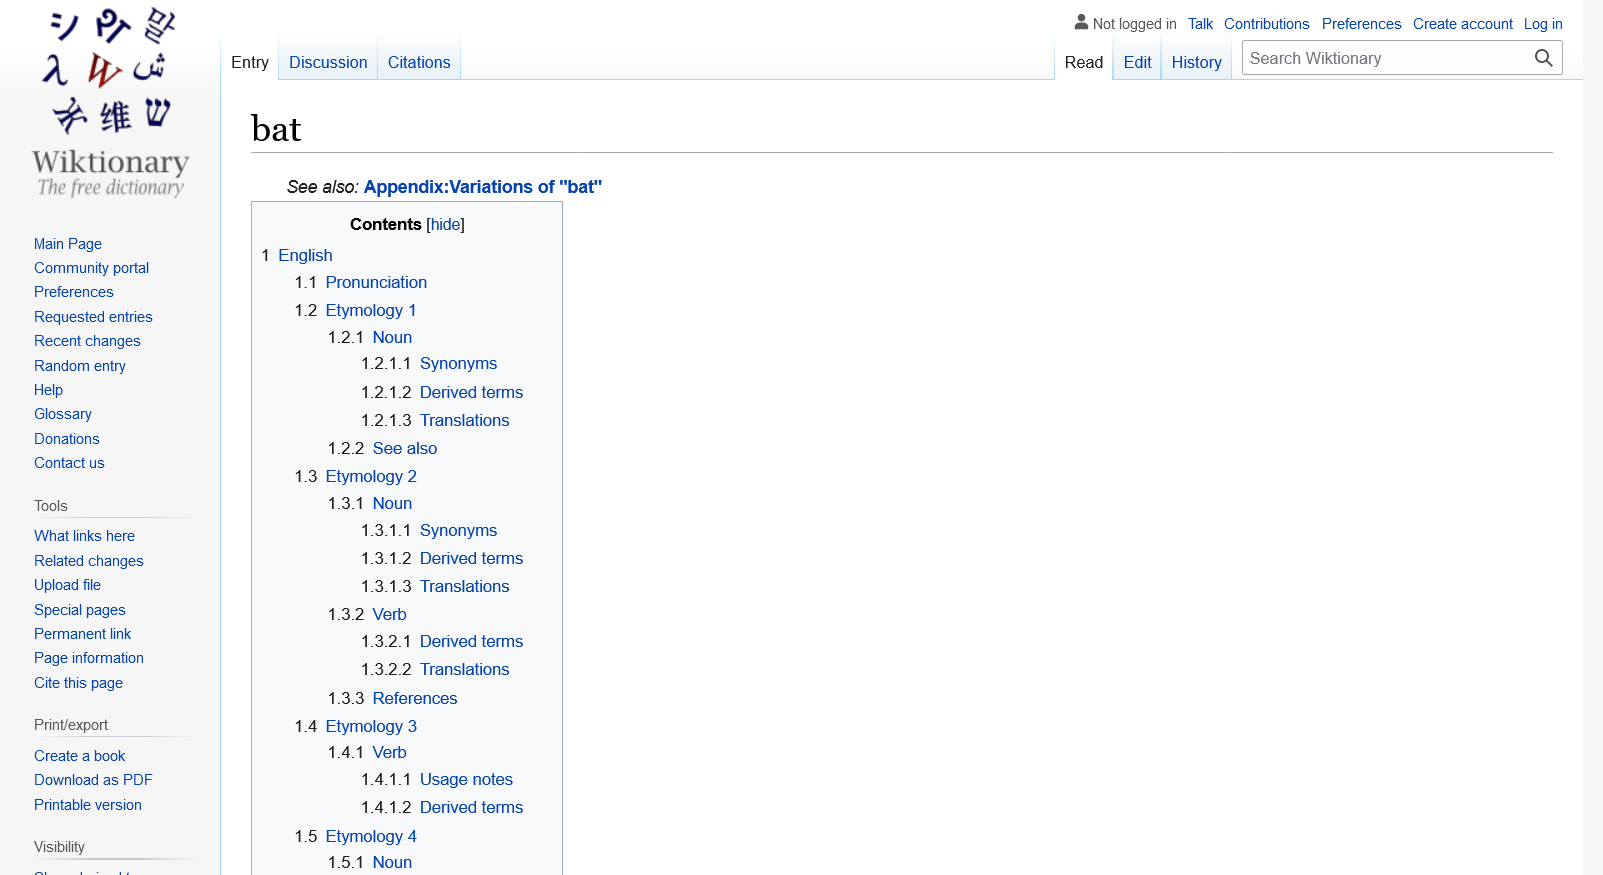 Not logged in Talk Contributions Preferences Create account Log in
Entry Discussion Citations Read Edit History Search Wiktionary
シ 말
λ W ش
维 ש
Wiktionary
The free dictionary
Main Page
Community portal
Preferences
Requested entries
Recent changes
Random entry
Help
Glossary
Donations
Contact us
Tools
What links here
Related changes
Upload file
Special pages
Permanent link
Page information
Cite this page
Print/export
Create a book
Download as PDF
Printable version
Visibility
bat
See also: Appendix:Variations of "bat"
Contents [hide]
1 English
1.1 Pronunciation
1.2 Etymology 1
1.2.1 Noun
1.2.1.1 Synonyms
1.2.1.2 Derived terms
1.2.1.3 Translations
1.2.2 See also
1.3 Etymology 2
1.3.1 Noun
1.3.1.1 Synonyms
1.3.1.2 Derived terms
1.3.1.3 Translations
1.3.2 Verb
1.3.2.1 Derived terms
1.3.2.2 Translations
1.3.3 References
1.4 Etymology 3
1.4.1 Verb
1.4.1.1 Usage notes
1.4.1.2 Derived terms
1.5 Etymology 4
1.5.1 Noun